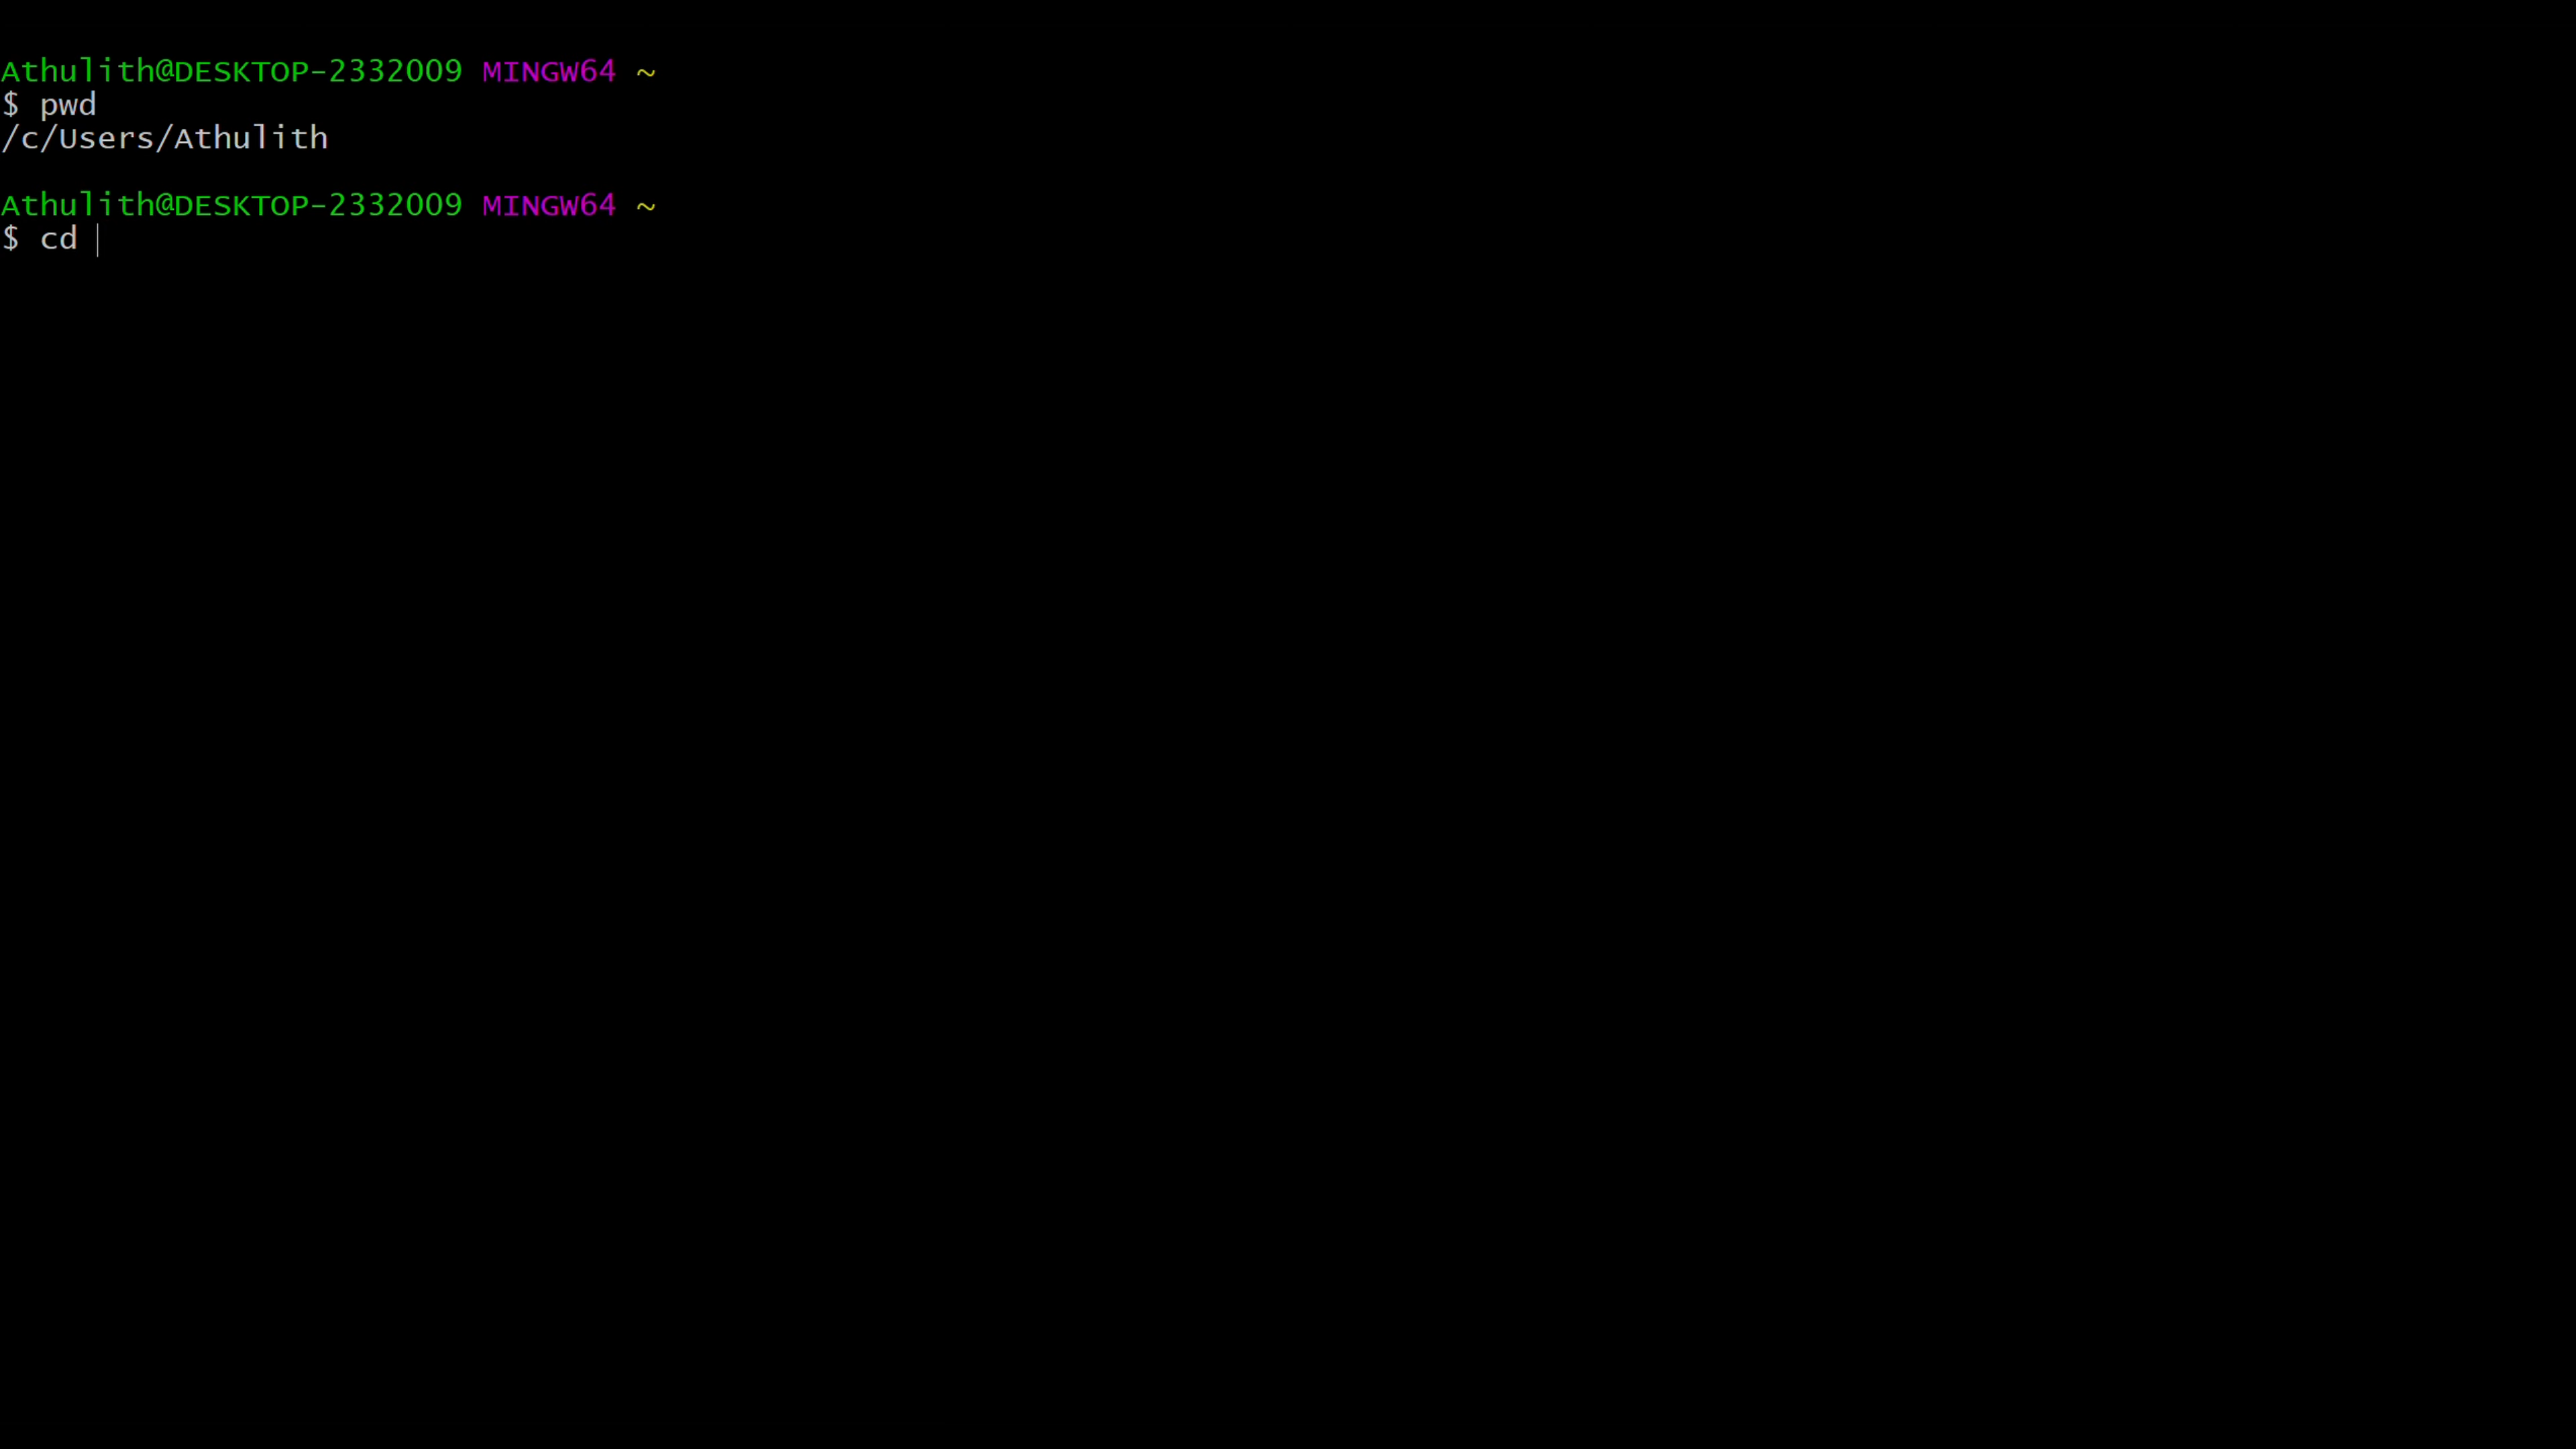 Athulith@DESKTOP-2332009 MINGW64 ~
$ pwd
/c/Users/Athulith
Athulith@DESKTOP-2332009 MINGW64 ~
$ cd